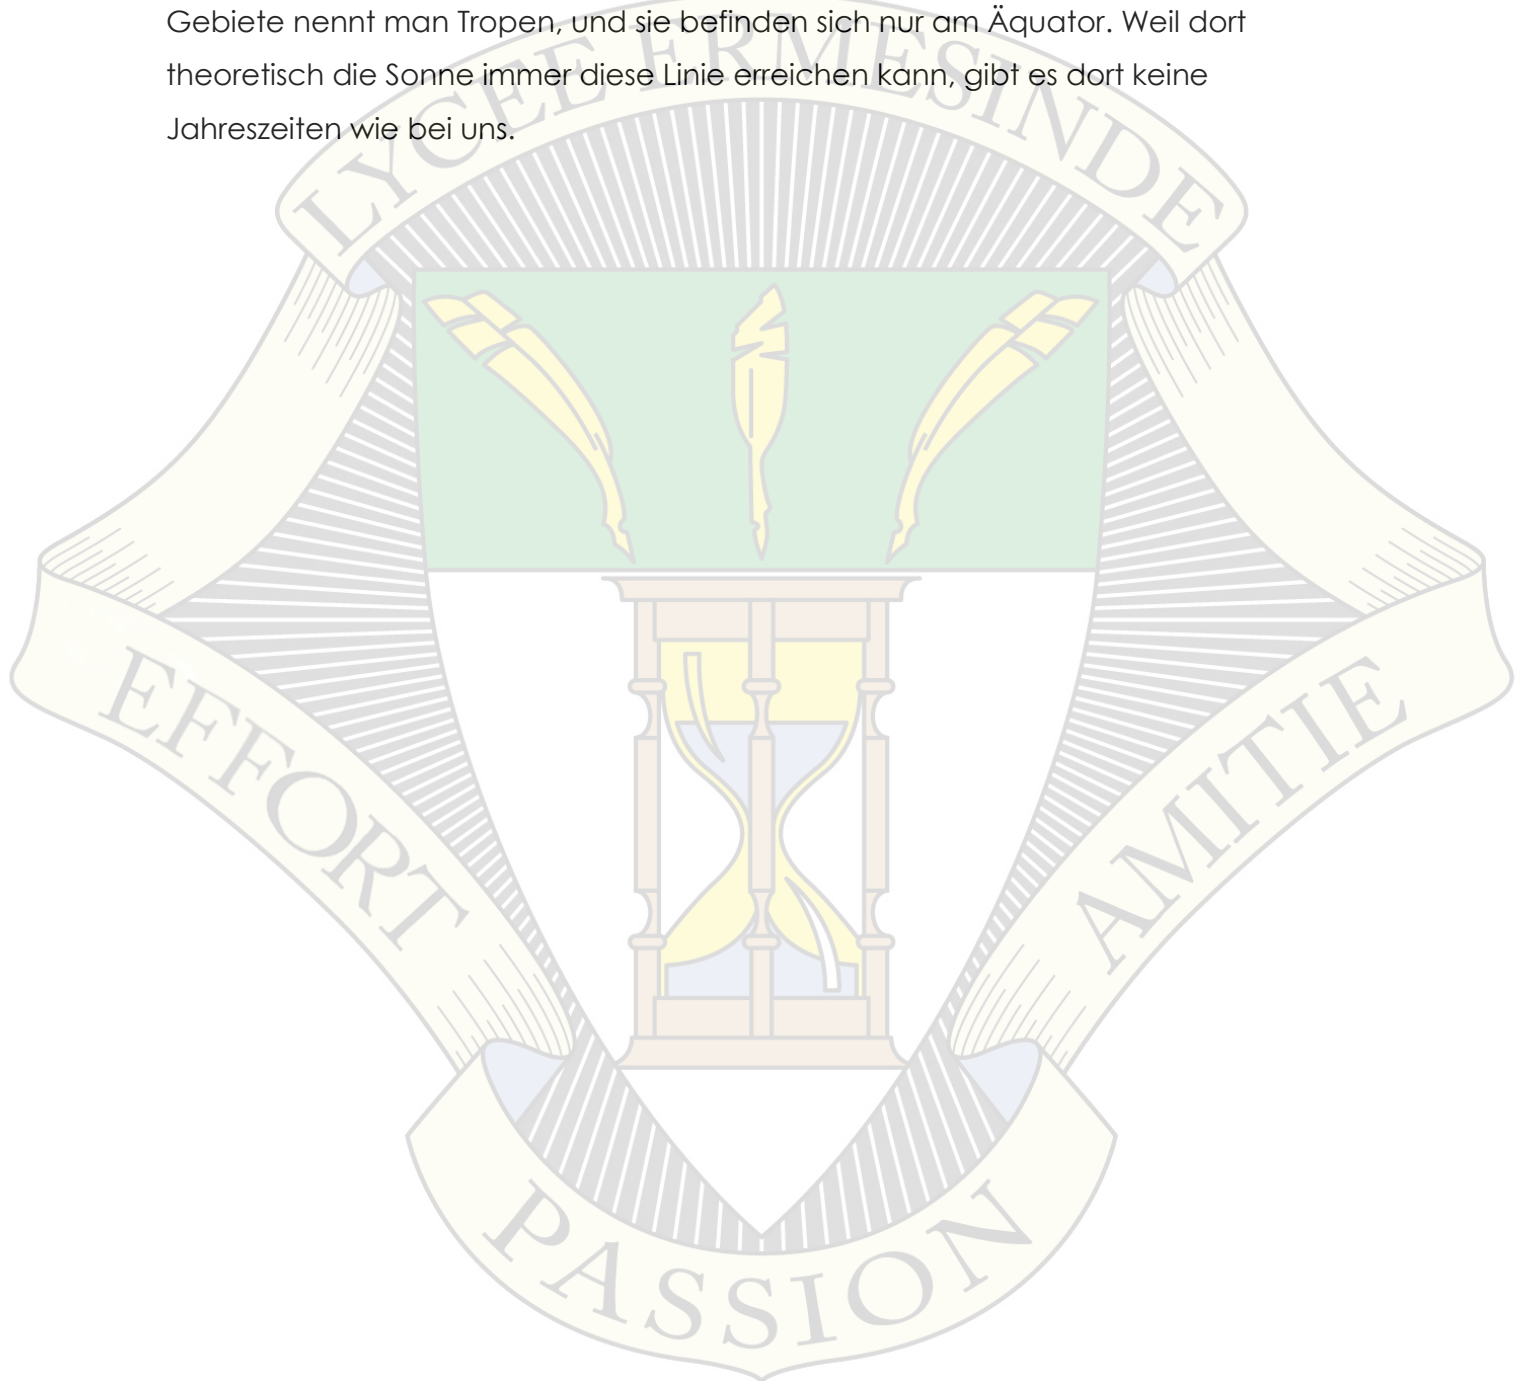 Gebiete nennt man Tropen, und sie befinden sich nur am Äquator. Weil dort
theoretisch die Sonne immer diese Linie erreichen kann, gibt es dort keine
Jahreszeiten wie bei uns.
LYCEE ERMESINDE
EFFORT
AMITIE
PASSION